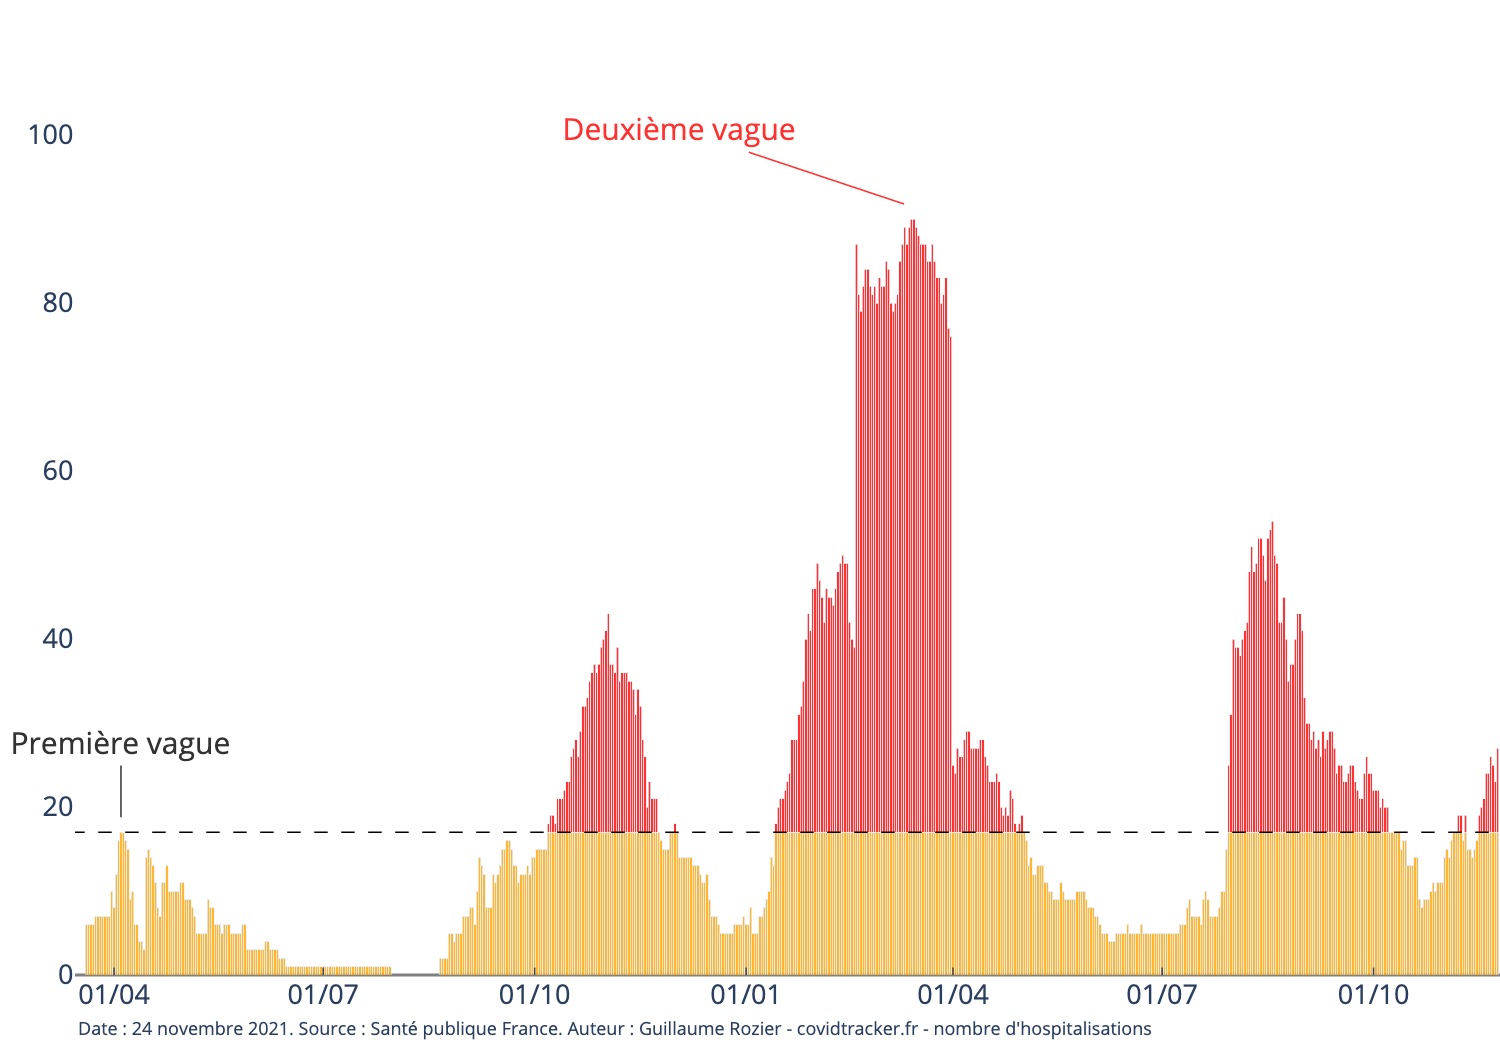 100
Deuxième vague
80
60
40
Première vague
20
0
01/04 01/07 01/10 01/01 01/04 01/07 01/10
Date : 24 novembre 2021. Source : Santé publique France. Auteur : Guillaume Rozier - covidtracker.fr - nombre d'hospitalisations